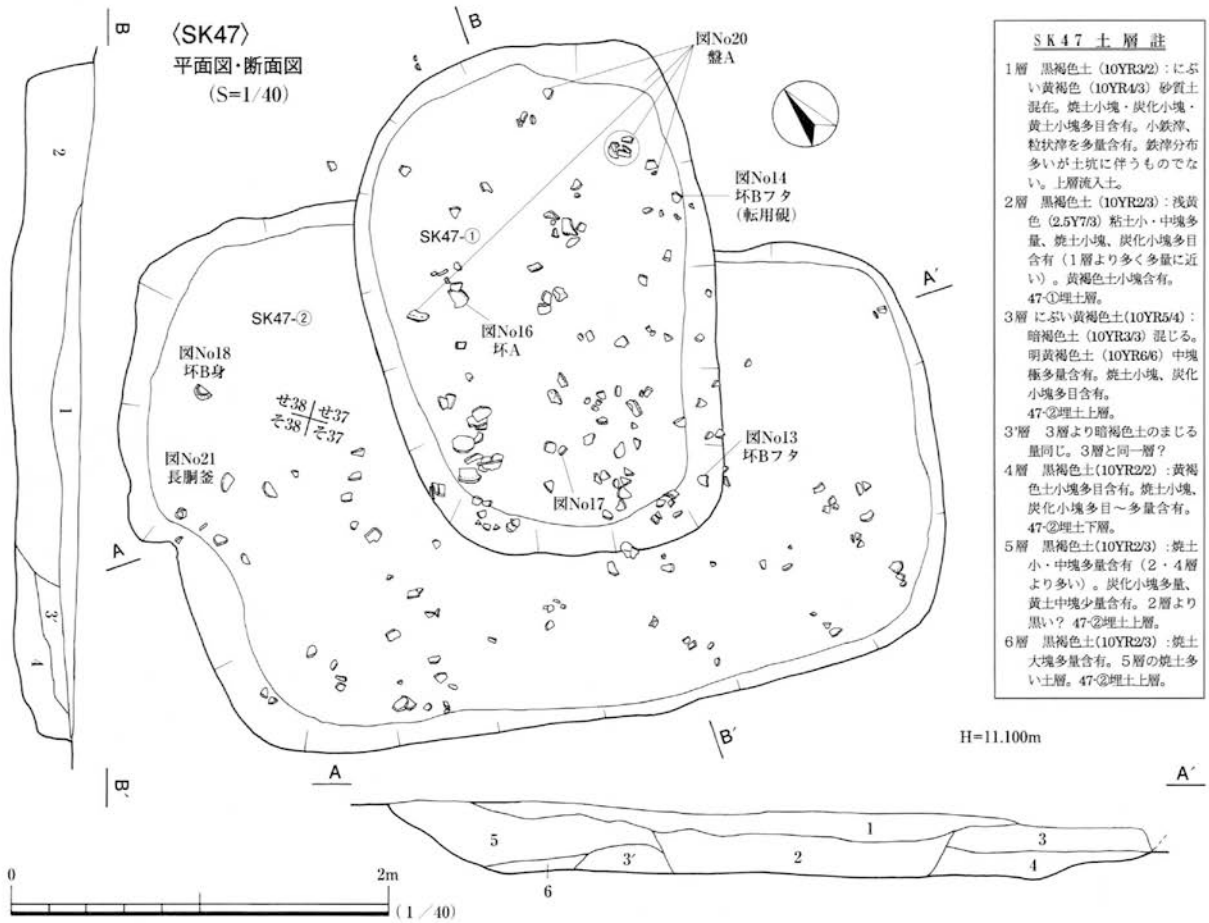 〈SK47〉
平面図・断面図
(S=1/40)
B
B
図No20
盤A
図No14
坏Bフタ
(転用硯)
SK47-①
A′
2
1
図No16
坏A
SK47-②
図No18
坏B身
せ38 せ37
そ38 そ37
図No21
長胴釜
図No13
坏Bフタ
図No17
A
3′
4
B′
B′
SK47 土層註
1層 黒褐色土 (10YR3/2)：にぶ
い黄褐色 (10YR4/3) 砂質土
混在。焼土小塊・炭化小塊・
黄土小塊多目含有。小鉄滓、
粒状滓を多量含有。鉄滓分布
多いが土坑に伴うものでな
い。上層流入土。
2層 黒褐色土 (10YR2/3)：浅黄
色 (2.5Y7/3) 粘土小・中塊多
量、焼土小塊、炭化小塊多目
含有（1層より多く多量に近
い）。黄褐色土小塊含有。
47-①埋土層。
3層 にぶい黄褐色土(10YR5/4)：
暗褐色土 (10YR3/3) 混じる。
明黄褐色土 (10YR6/6) 中塊
極多量含有。焼土小塊、炭化
小塊多目含有。
47-②埋土上層。
3'層 3層より暗褐色土のまじる
量同じ。3層と同一層？
4層 黒褐色土(10YR2/2)：黄褐
色土小塊多目含有。焼土小塊、
炭化小塊多目～多量含有。
47-②埋土下層。
5層 黒褐色土(10YR2/3)：焼土
小・中塊多量含有（2・4層
より多い）。炭化小塊多量、
黄土中塊少量含有。2層より
黒い？ 47-②埋土上層。
6層 黒褐色土(10YR2/3)：焼土
大塊多量含有。5層の焼土多
い土層。47-②埋土上層。
H=11.100m
A
A′
1
3
5
3′
2
4
6
0
2m
(1／40)